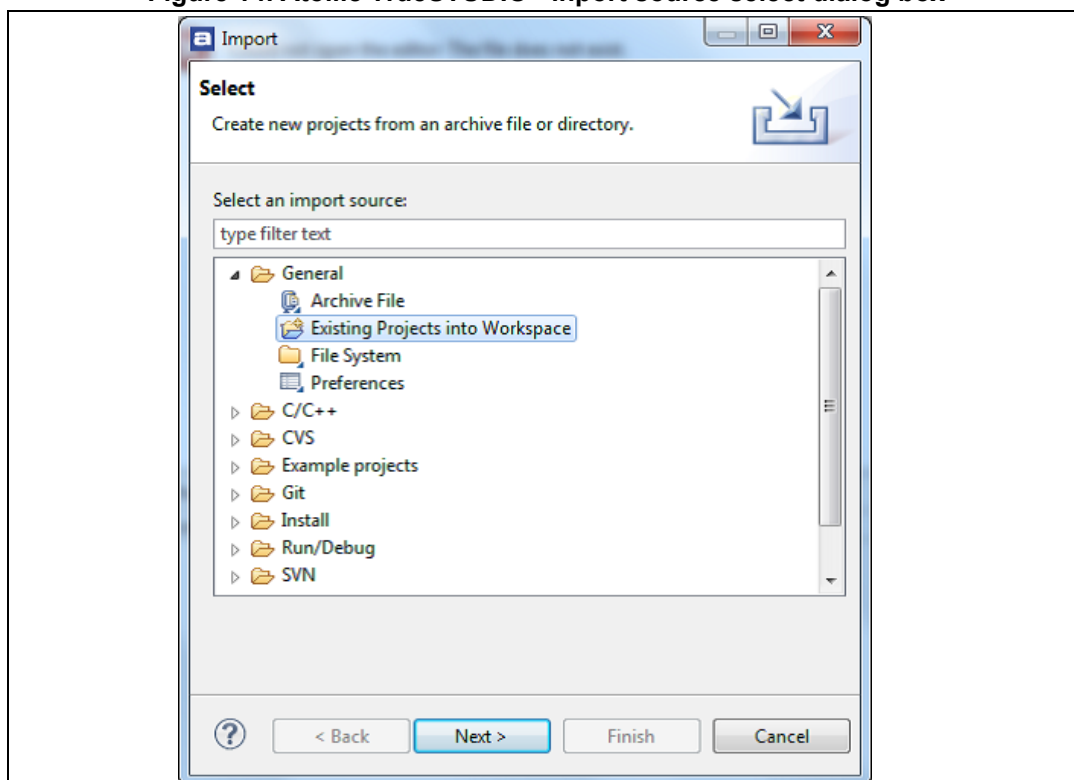 Import
Select
Create new projects from an archive file or directory.
Select an import source:
type filter text
General
Archive File
Existing Projects into Workspace
File System
Preferences
C/C++
CVS
Example projects
Git
Install
Run/Debug
SVN
< Back Next > Finish Cancel